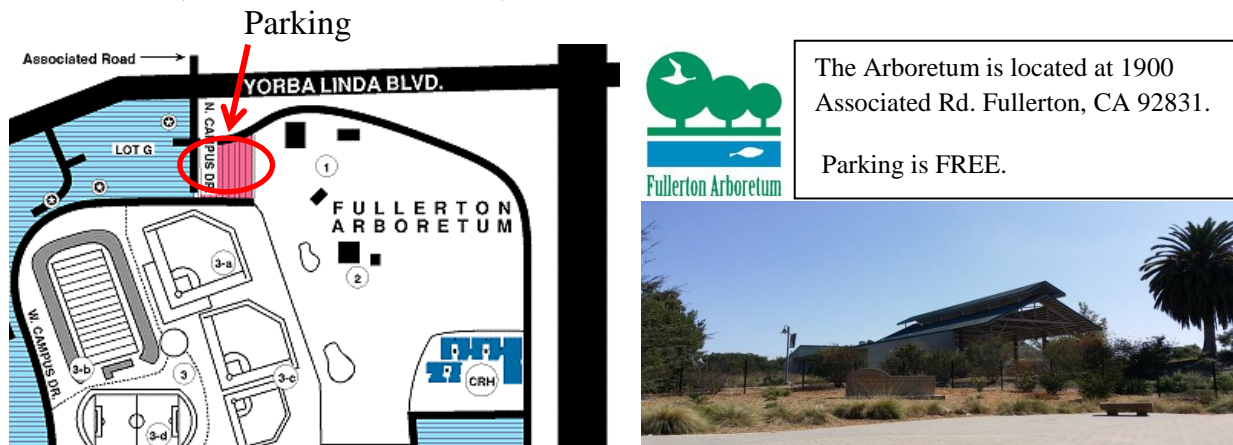 Parking
Associated Road
YORBA LINDA BLVD.
N. CAMPUS DR.
LOT G
1
FULLERTON
ARBORETUM
2
3-a
W. CAMPUS DR.
3-b
3
3-c
3-d
CRH
Fullerton Arboretum
The Arboretum is located at 1900
Associated Rd. Fullerton, CA 92831.
Parking is FREE.